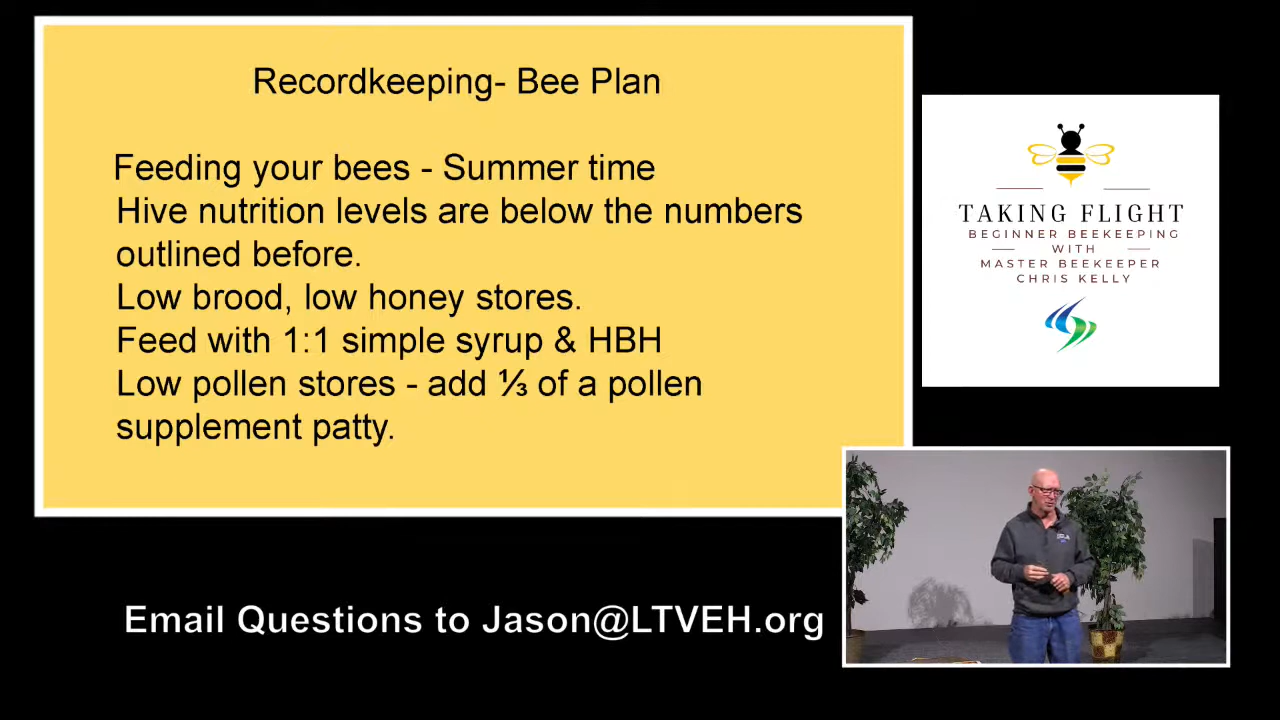 Recordkeeping- Bee Plan
Feeding your bees - Summer time
Hive nutrition levels are below the numbers
outlined before.
Low brood, low honey stores.
Feed with 1:1 simple syrup & HBH
Low pollen stores - add ⅓ of a pollen
supplement patty.
TAKING FLIGHT
BEGINNER BEEKEEPING
WITH
MASTER BEEKEEPER
CHRIS KELLY
Email Questions to Jason@LTVEH.org